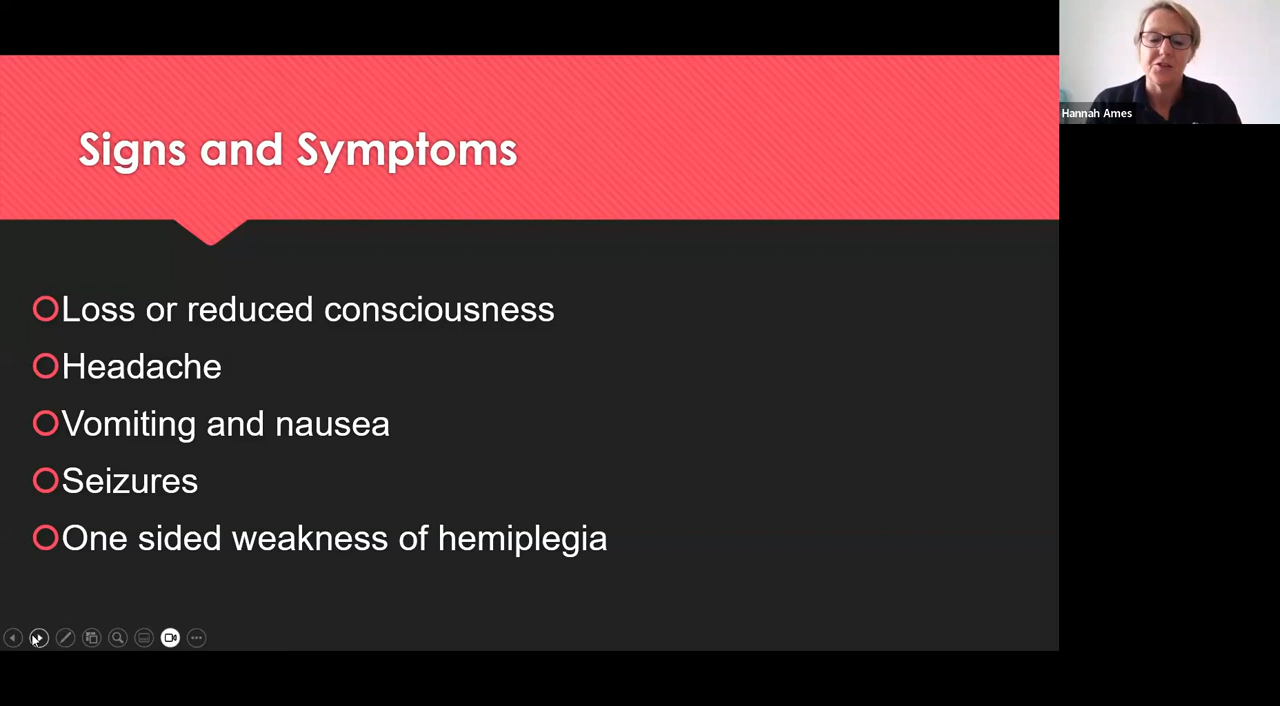 Hannah Ames
Signs and Symptoms
Loss or reduced consciousness
Headache
Vomiting and nausea
Seizures
One sided weakness of hemiplegia